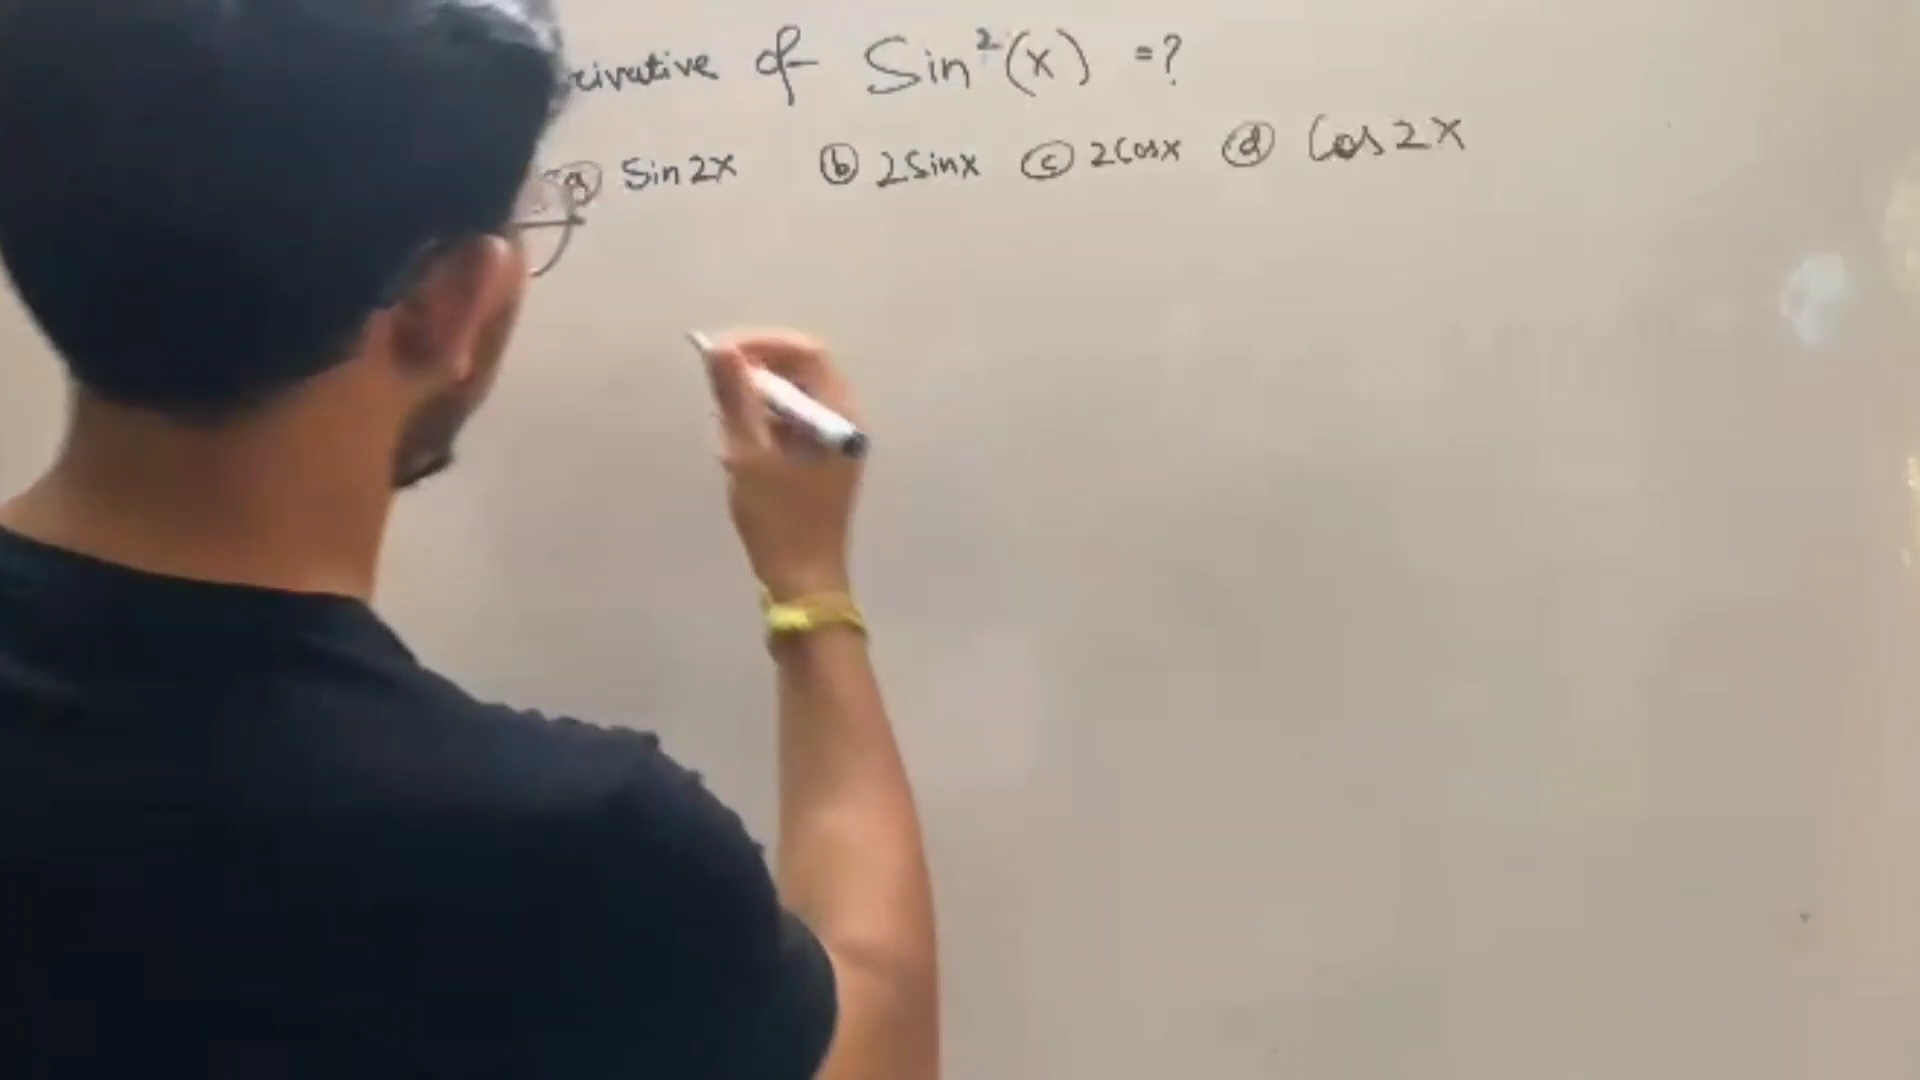 rivative of Sin²(x) =?
ⓐ Sin 2x ⓑ 2Sinx ⓒ 2Cosx ⓓ Cos 2x